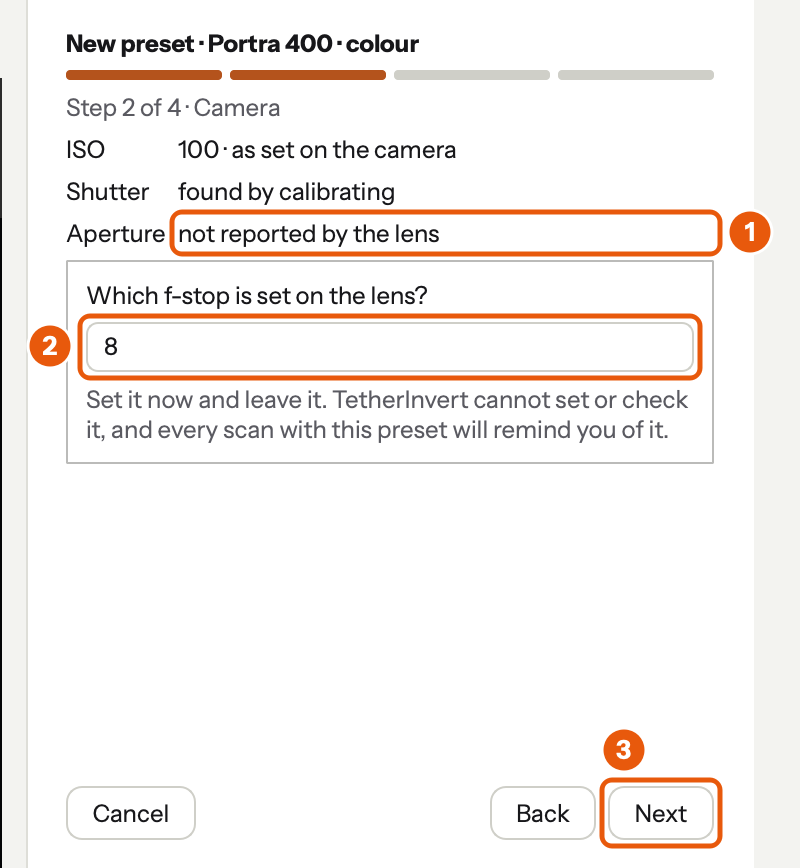 New preset · Portra 400 · colour
Step 2 of 4 · Camera
ISO 100 · as set on the camera
Shutter found by calibrating
Aperture not reported by the lens
1
Which f-stop is set on the lens?
2
8
Set it now and leave it. TetherInvert cannot set or check
it, and every scan with this preset will remind you of it.
3
Cancel Back Next